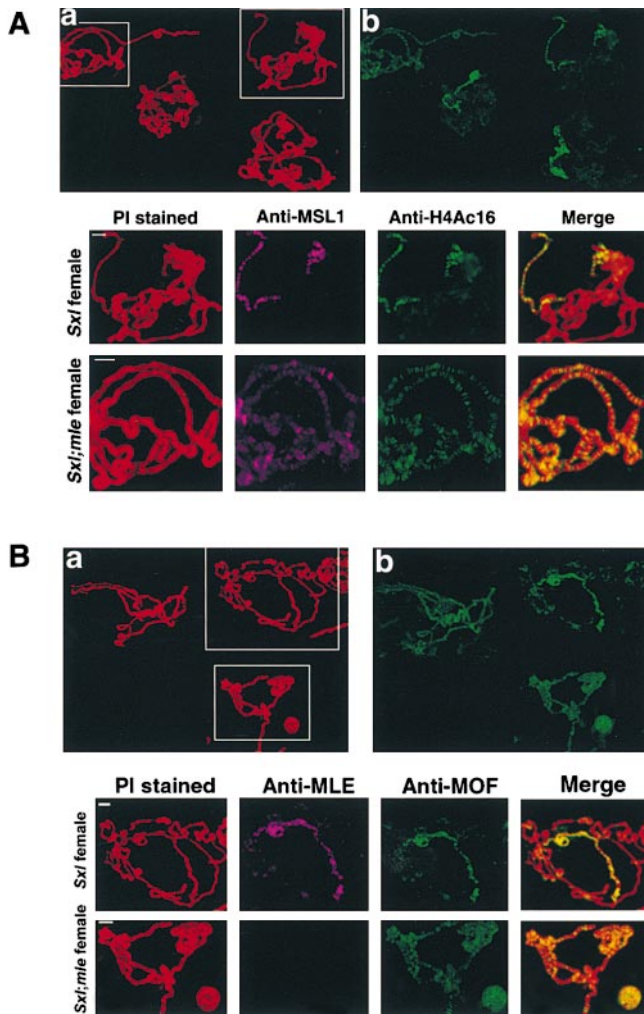 A
a
b
PI stained Anti-MSL1 Anti-H4Ac16 Merge
Sxl female
Sxl;mle female
B
a
b
PI stained Anti-MLE Anti-MOF Merge
Sxl female
Sxl;mle female